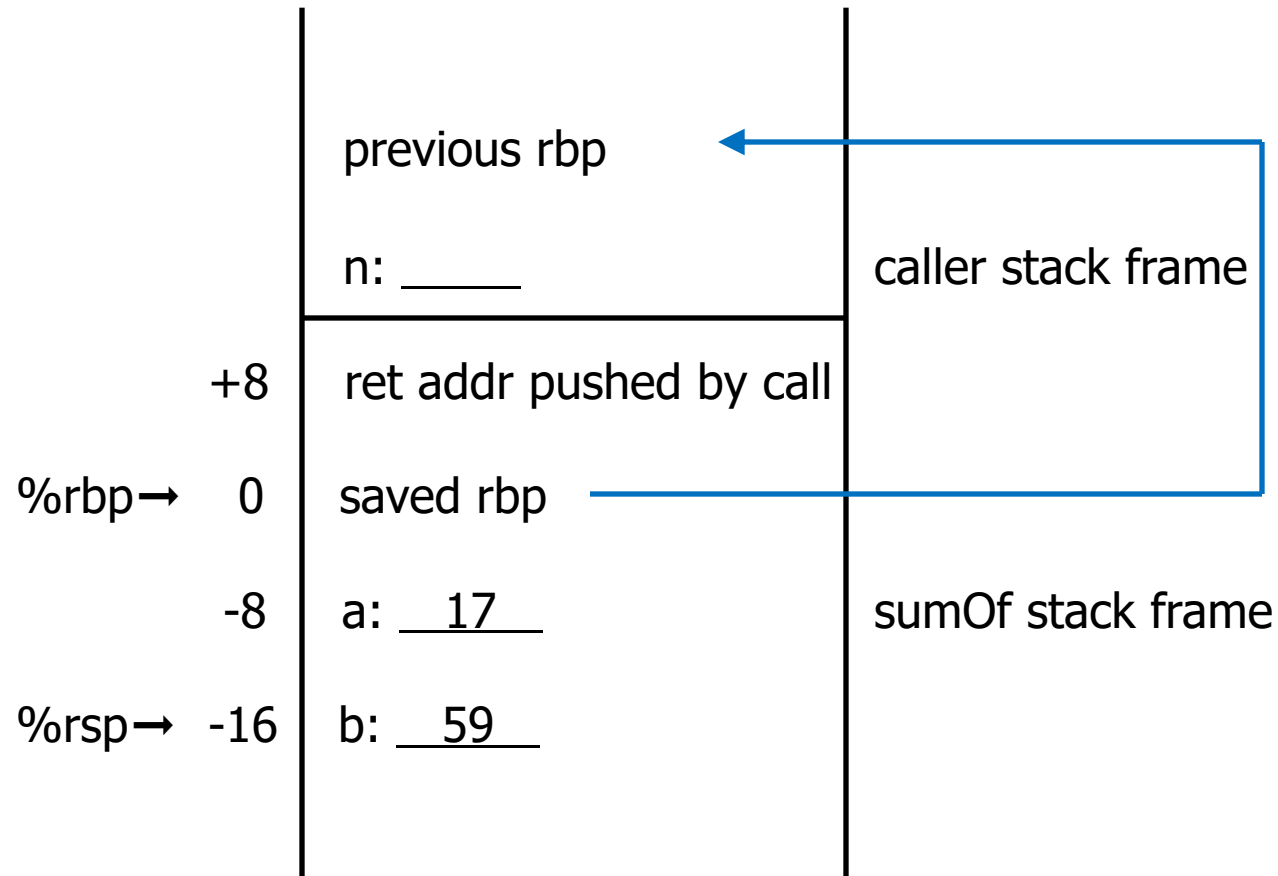 previous rbp
n: _____ caller stack frame
+8 ret addr pushed by call
%rbp→ 0 saved rbp
-8 a: 17 sumOf stack frame
%rsp→ -16 b: 59